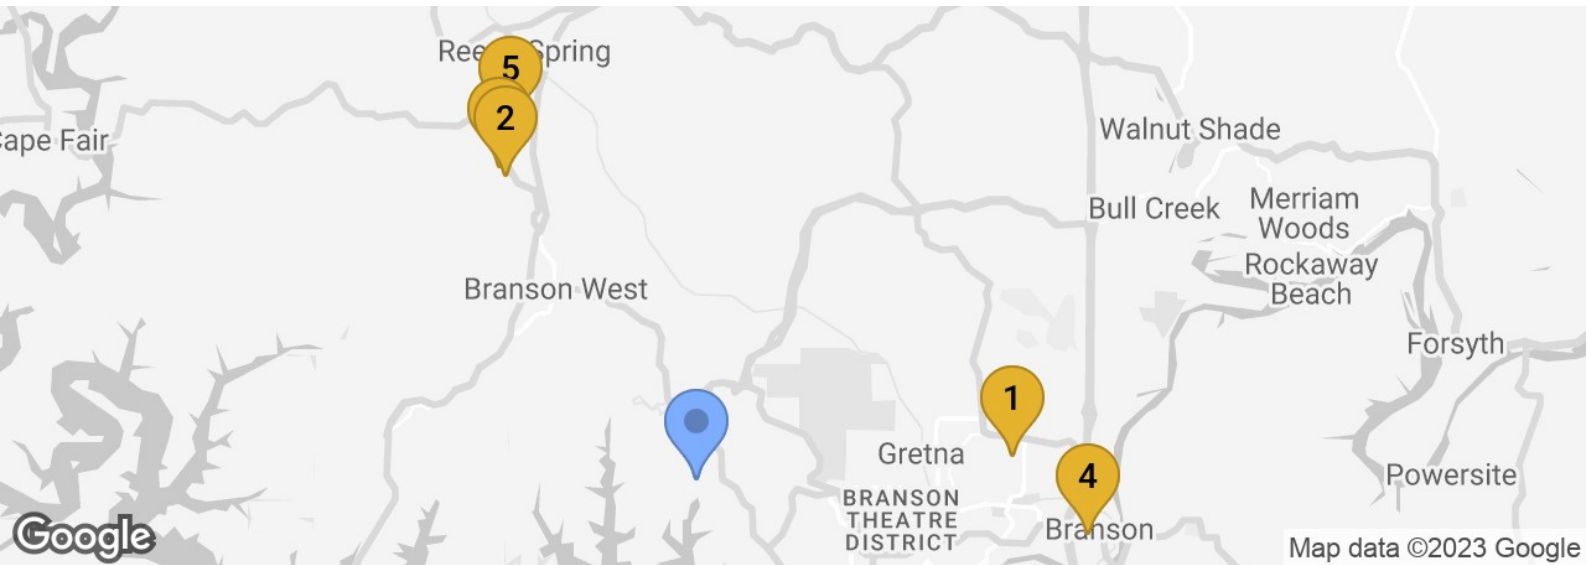 Ree Spring
5
2
Cape Fair
Walnut Shade
Merriam
Woods
Bull Creek
Rockaway
Beach
Branson West
Forsyth
1
Gretna
4
Powersite
BRANSON
THEATRE
DISTRICT
Branson
Google
Map data ©2023 Google